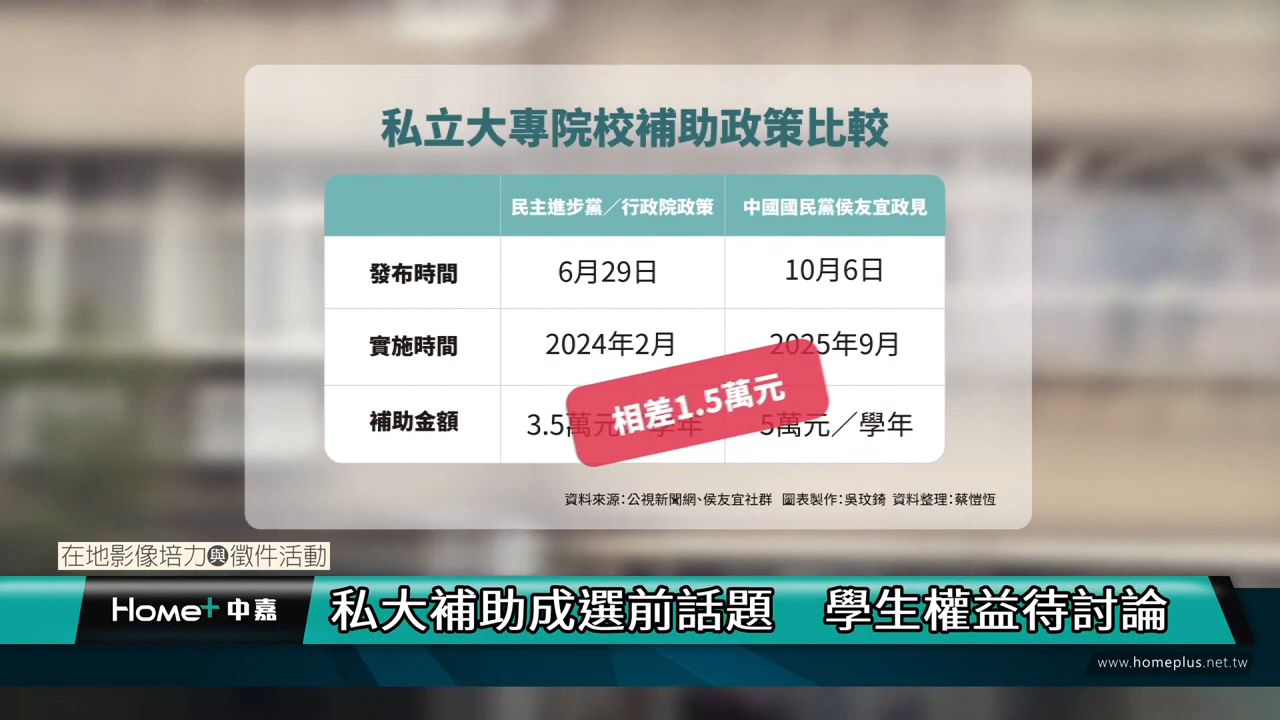 私立大專院校補助政策比較
民主進步黨／行政院政策 中國國民黨侯友宜政見
發布時間 6月29日 10月6日
實施時間 2024年2月 2025年9月
相差1.5萬元
補助金額 3.5萬元／學年 5萬元／學年
資料來源：公視新聞網、侯友宜社群 圖表製作：吳玟錡 資料整理：蔡愷恆
在地影像培力與徵件活動
Home+中嘉 私大補助成選前話題 學生權益待討論
www.homeplus.net.tw